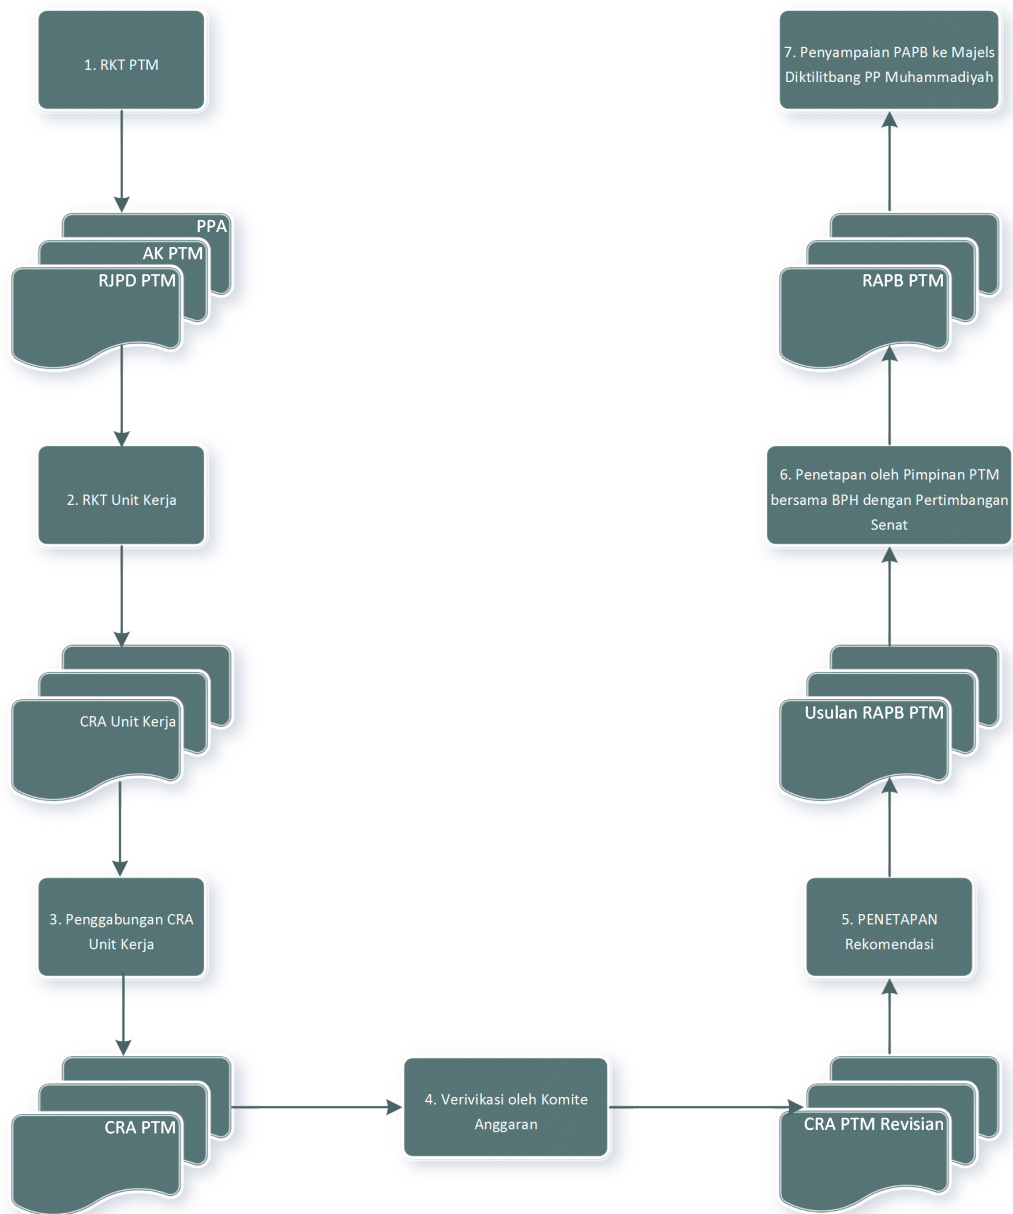 1. RKT PTM
PPA
AK PTM
RJPD PTM
2. RKT Unit Kerja
CRA Unit Kerja
3. Penggabungan CRA
Unit Kerja
CRA PTM
4. Verivikasi oleh Komite
Anggaran
CRA PTM Revisian
5. PENETAPAN
Rekomendasi
Usulan RAPB PTM
6. Penetapan oleh Pimpinan PTM
bersama BPH dengan Pertimbangan
Senat
RAPB PTM
7. Penyampaian PAPB ke Majels
Diktilitbang PP Muhammadiyah